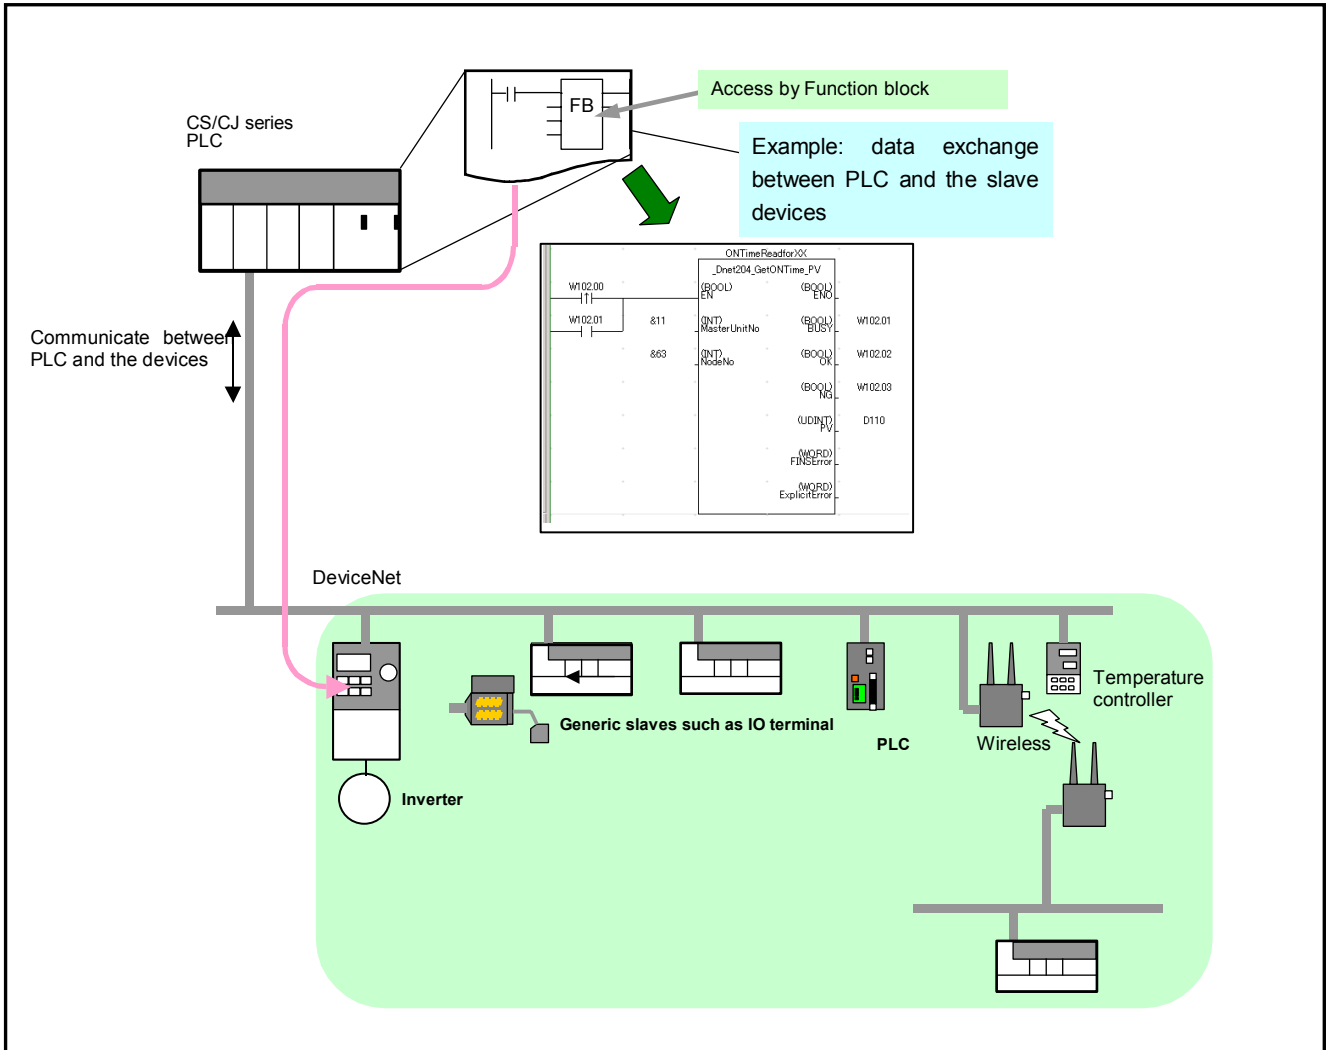 CS/CJ series
PLC
FB
Access by Function block
Example: data exchange
between PLC and the slave
devices
ONTimeReadforXX
_Dnet204_GetONTime_PV
W102.00
(BOOL)
EN
(BOOL)
ENO
W102.01
&11
(INT)
MasterUnitNo
(BOOL)
BUSY
W102.01
&63
(INT)
NodeNo
(BOOL)
OK
W102.02
(BOOL)
NG
W102.03
(UDINT)
PV
D110
(WORD)
FINSError
(WORD)
ExplicitError
Communicate between
PLC and the devices
DeviceNet
Temperature
controller
Generic slaves such as IO terminal
PLC
Wireless
Inverter